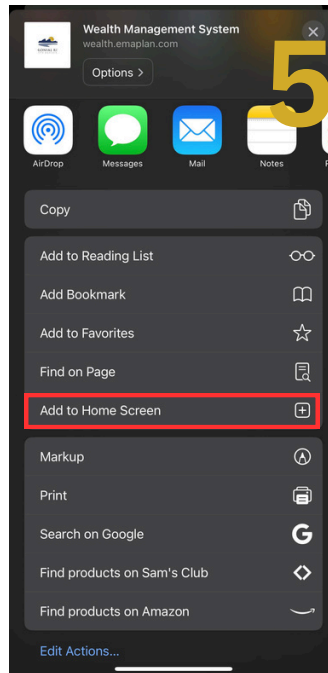 Wealth Management System
wealth.emaplan.com
Options >
5
AirDrop
Messages
Mail
Notes
Copy
Add to Reading List
Add Bookmark
Add to Favorites
Find on Page
Add to Home Screen
Markup
Print
Search on Google
G
Find products on Sam's Club
Find products on Amazon
Edit Actions...